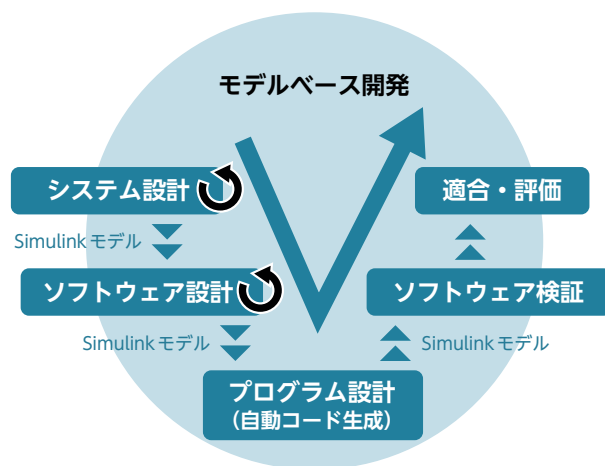 モデルベース開発
システム設計
適合・評価
Simulink モデル
ソフトウェア設計
ソフトウェア検証
Simulink モデル
Simulink モデル
プログラム設計
（自動コード生成）